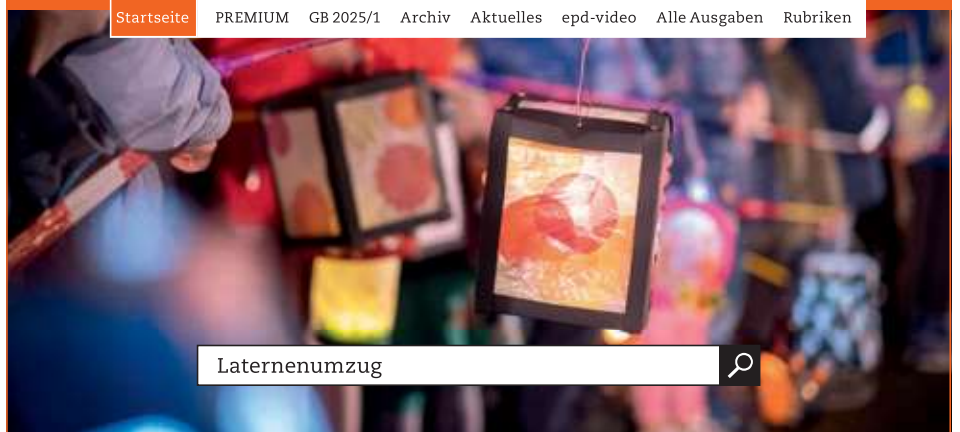 Startseite PREMIUM GB 2025/1 Archiv Aktuelles epd-video Alle Ausgaben Rubriken
Laternenumzug